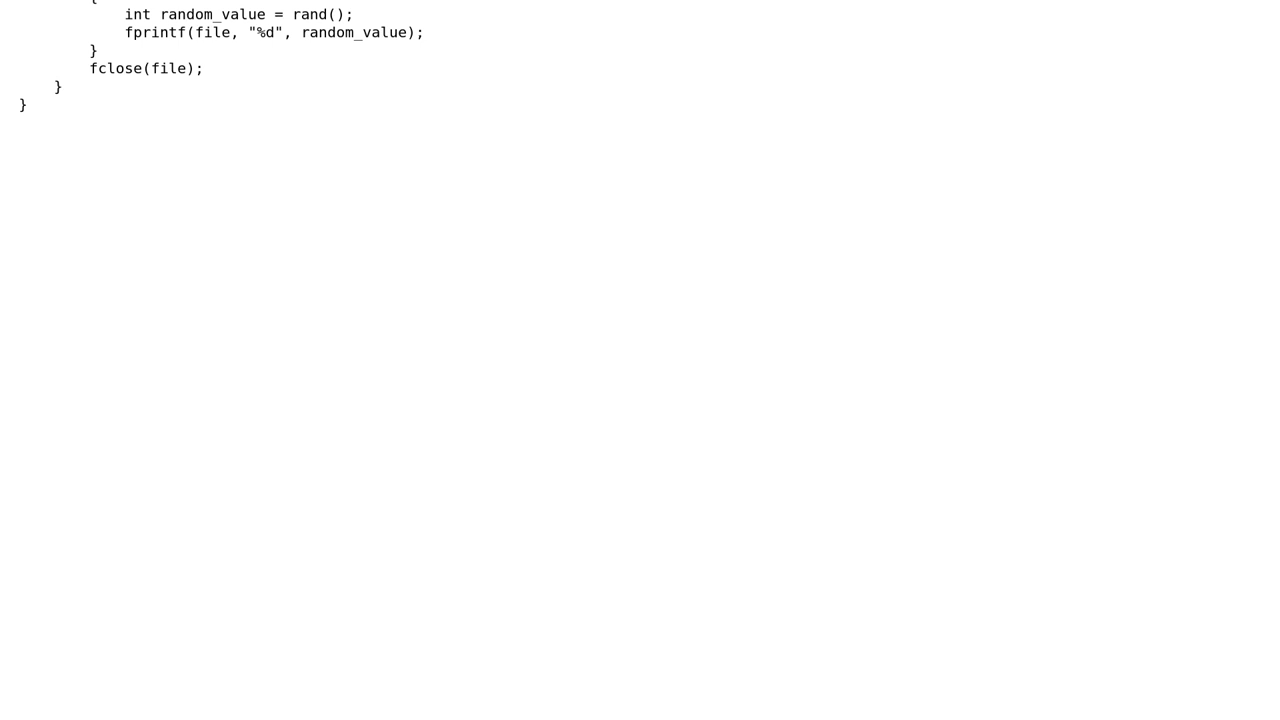 {
int random_value = rand();
fprintf(file, "%d", random_value);
}
fclose(file);
}
}